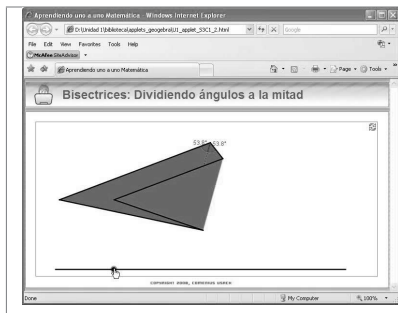 Aprendiendo uno a uno Matemática - Windows Internet Explorer
D:\Unidad 1\biblioteca\applets_geogebra\U1_applet_S3C1_2.html
Google
File Edit View Favorites Tools Help
McAfee SiteAdvisor
Aprendiendo uno a uno Matemática
Page Tools
Bisectrices: Dividiendo ángulos a la mitad
53.8° 53.8°
Done
My Computer
100%